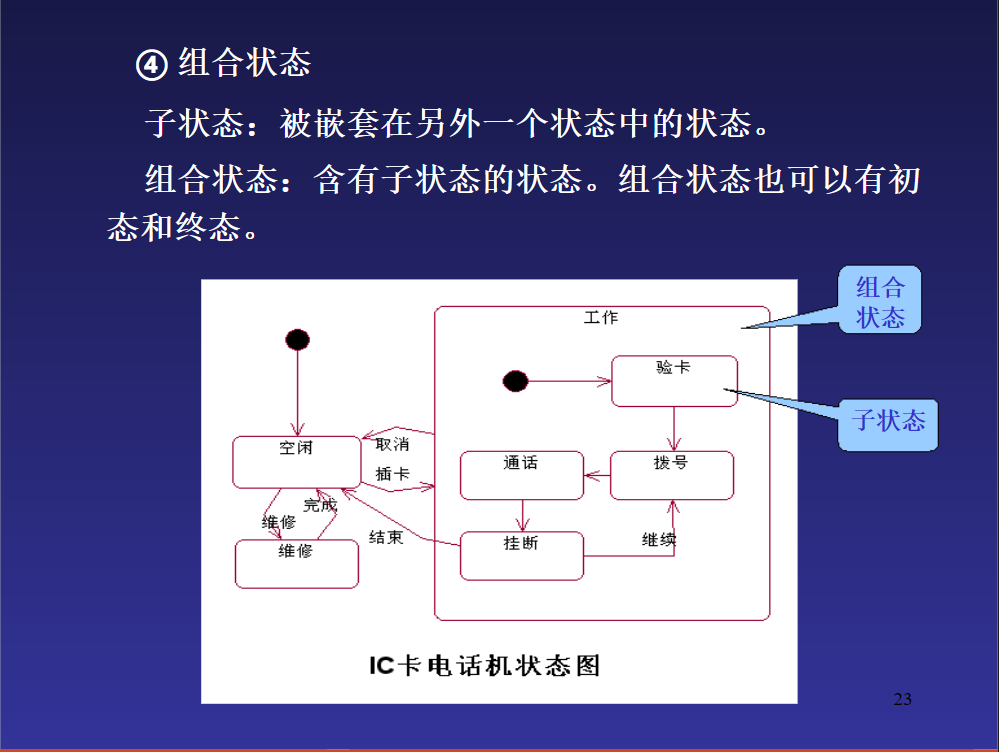 ④ 组合状态
子状态：被嵌套在另外一个状态中的状态。
组合状态：含有子状态的状态。组合状态也可以有初
态和终态。
组合
状态
工作
验卡
子状态
空闲
取消
插卡
通话
拨号
完成
维修
结束
挂断
继续
维修
IC卡电话机状态图
23